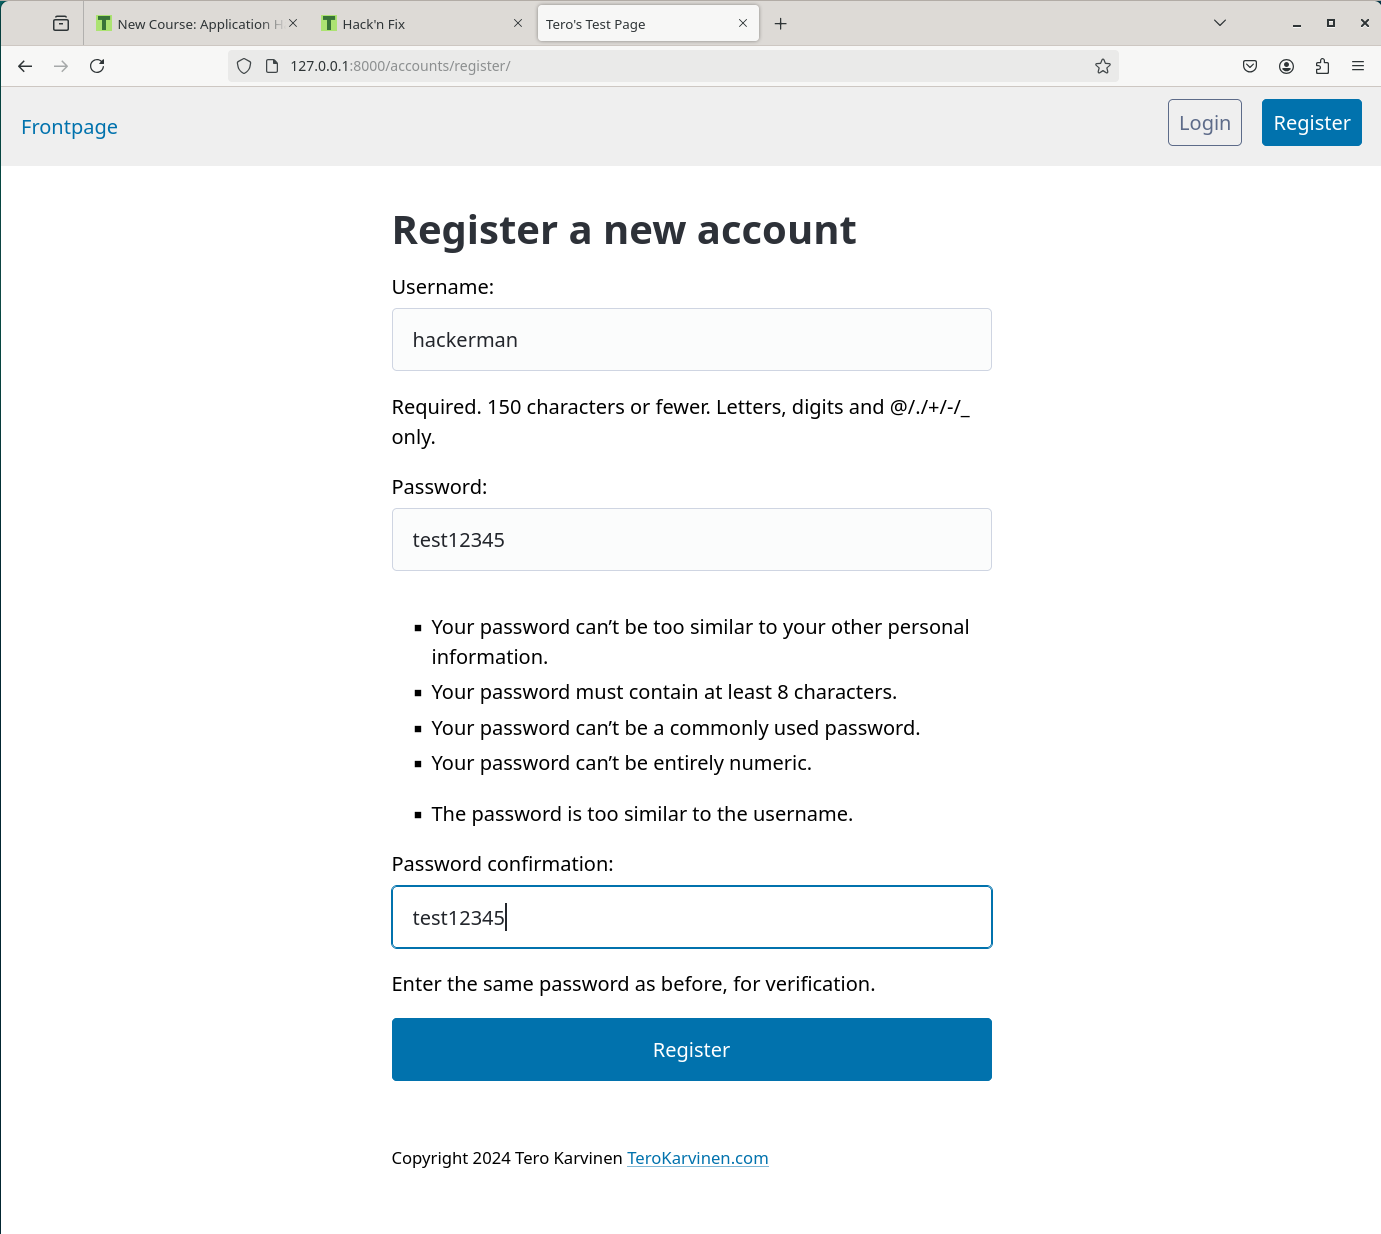 New Course: Application H
Hack'n Fix
Tero's Test Page
127.0.0.1:8000/accounts/register/
Frontpage
Login
Register
Register a new account
Username:
hackerman
Required. 150 characters or fewer. Letters, digits and @/./+/-/_
only.
Password:
test12345
Your password can’t be too similar to your other personal
information.
Your password must contain at least 8 characters.
Your password can’t be a commonly used password.
Your password can’t be entirely numeric.
The password is too similar to the username.
Password confirmation:
test12345
Enter the same password as before, for verification.
Register
Copyright 2024 Tero Karvinen TeroKarvinen.com